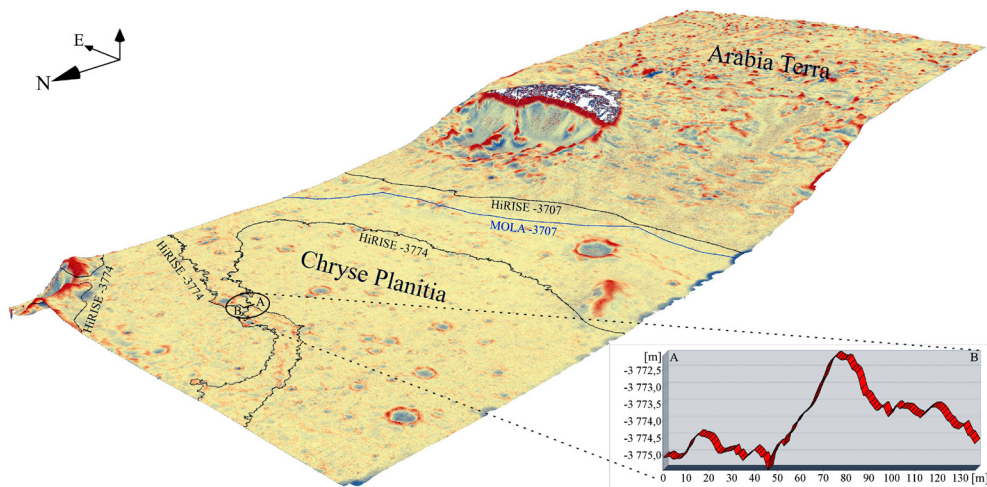 E
N
Arabia Terra
HiRISE -3707
MOLA -3707
HiRISE -3774
HiRISE -3774
HiRISE -3774
Chryse Planitia
A
B
[m]
A
B
-3 772,5
-3 773,0
-3 773,5
-3 774,0
-3 774,5
-3 775,0
0 10 20 30 40 50 60 70 80 90 100 110 120 130 [m]